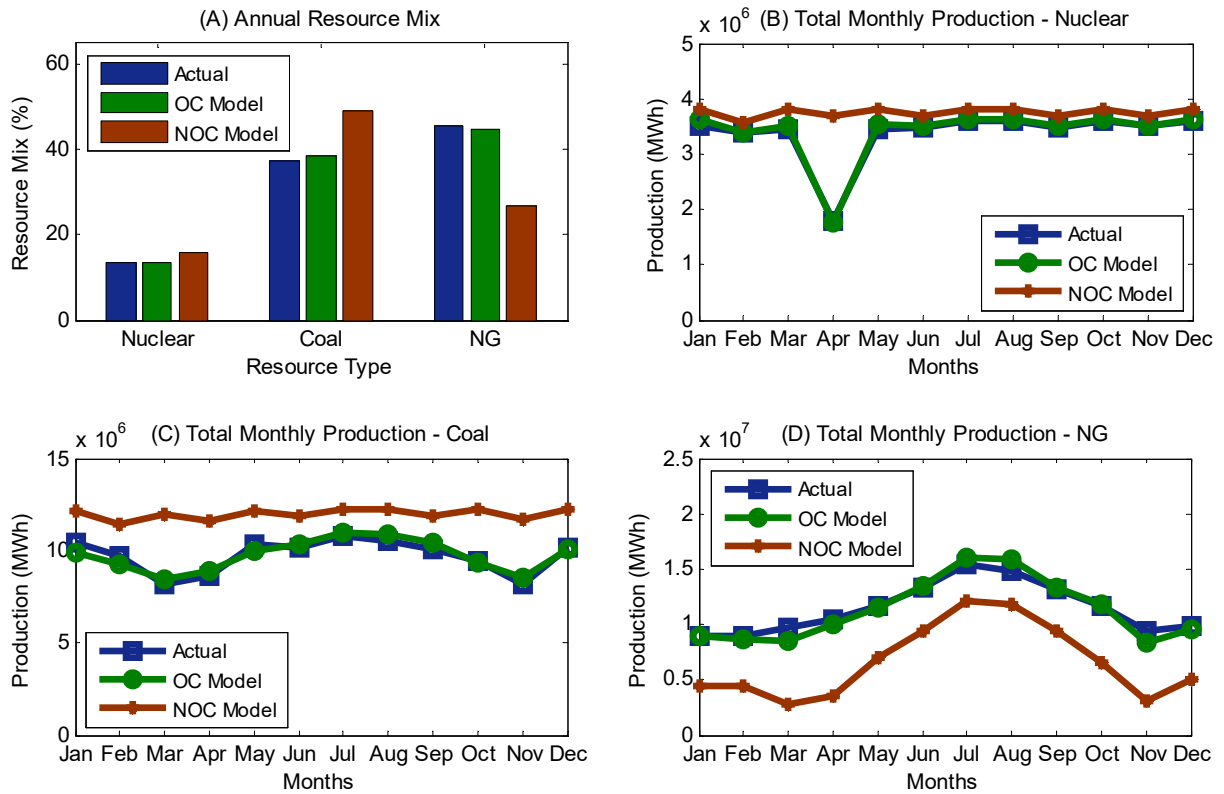 (A) Annual Resource Mix
60
40
20
0
Resource Mix (%)
Actual
OC Model
NOC Model
Nuclear Coal NG
Resource Type
(B) Total Monthly Production - Nuclear
x 10^6
5
4
3
2
1
0
Production (MWh)
Actual
OC Model
NOC Model
Jan Feb Mar Apr May Jun Jul Aug Sep Oct Nov Dec
Months
(C) Total Monthly Production - Coal
x 10^6
15
10
5
0
Production (MWh)
Actual
OC Model
NOC Model
Jan Feb Mar Apr May Jun Jul Aug Sep Oct Nov Dec
Months
(D) Total Monthly Production - NG
x 10^7
2.5
2
1.5
1
0.5
0
Production (MWh)
Actual
OC Model
NOC Model
Jan Feb Mar Apr May Jun Jul Aug Sep Oct Nov Dec
Months